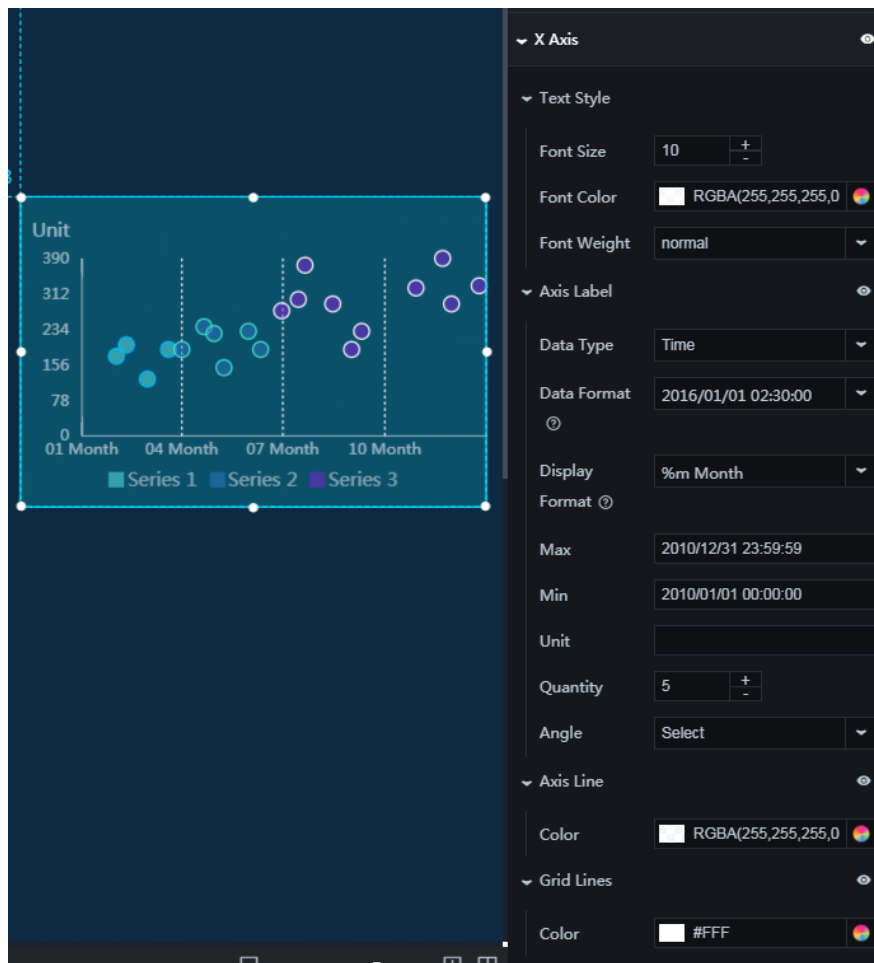 X Axis
Text Style
Font Size 10 + -
Font Color RGBA(255,255,255,0
Font Weight normal
Unit
390
312
234
156
78
0
01 Month 04 Month 07 Month 10 Month
Series 1 Series 2 Series 3
Axis Label
Data Type Time
Data Format ? 2016/01/01 02:30:00
Display Format ? %m Month
Max 2010/12/31 23:59:59
Min 2010/01/01 00:00:00
Unit
Quantity 5 + -
Angle Select
Axis Line
Color RGBA(255,255,255,0
Grid Lines
Color #FFF